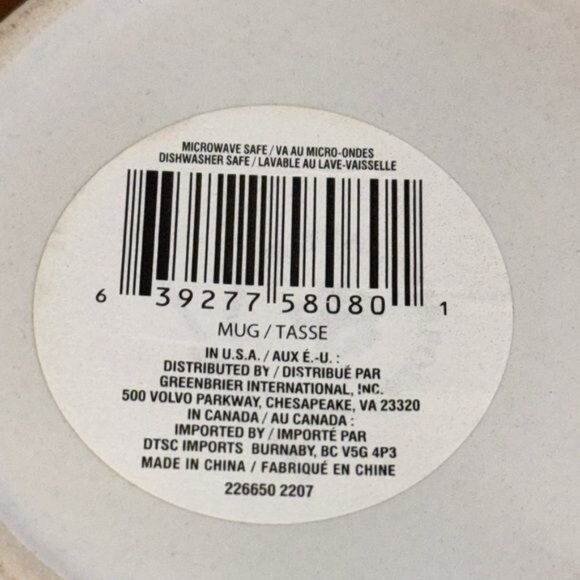 MICROWAVE SAFE / VA AU MICRO-ONDES
DISHWASHER SAFE / LAVABLE AU LAVE-VAISSELLE
6 39277 58080 1
MUG / TASSE
IN U.S.A. / AUX É.-U. :
DISTRIBUTED BY / DISTRIBUÉ PAR
GREENBRIER INTERNATIONAL, INC.
500 VOLVO PARKWAY, CHESAPEAKE, VA 23320
IN CANADA / AU CANADA :
IMPORTED BY / IMPORTÉ PAR
DTSC IMPORTS BURNABY, BC V5G 4P3
MADE IN CHINA / FABRIQUÉ EN CHINE
226650 2207